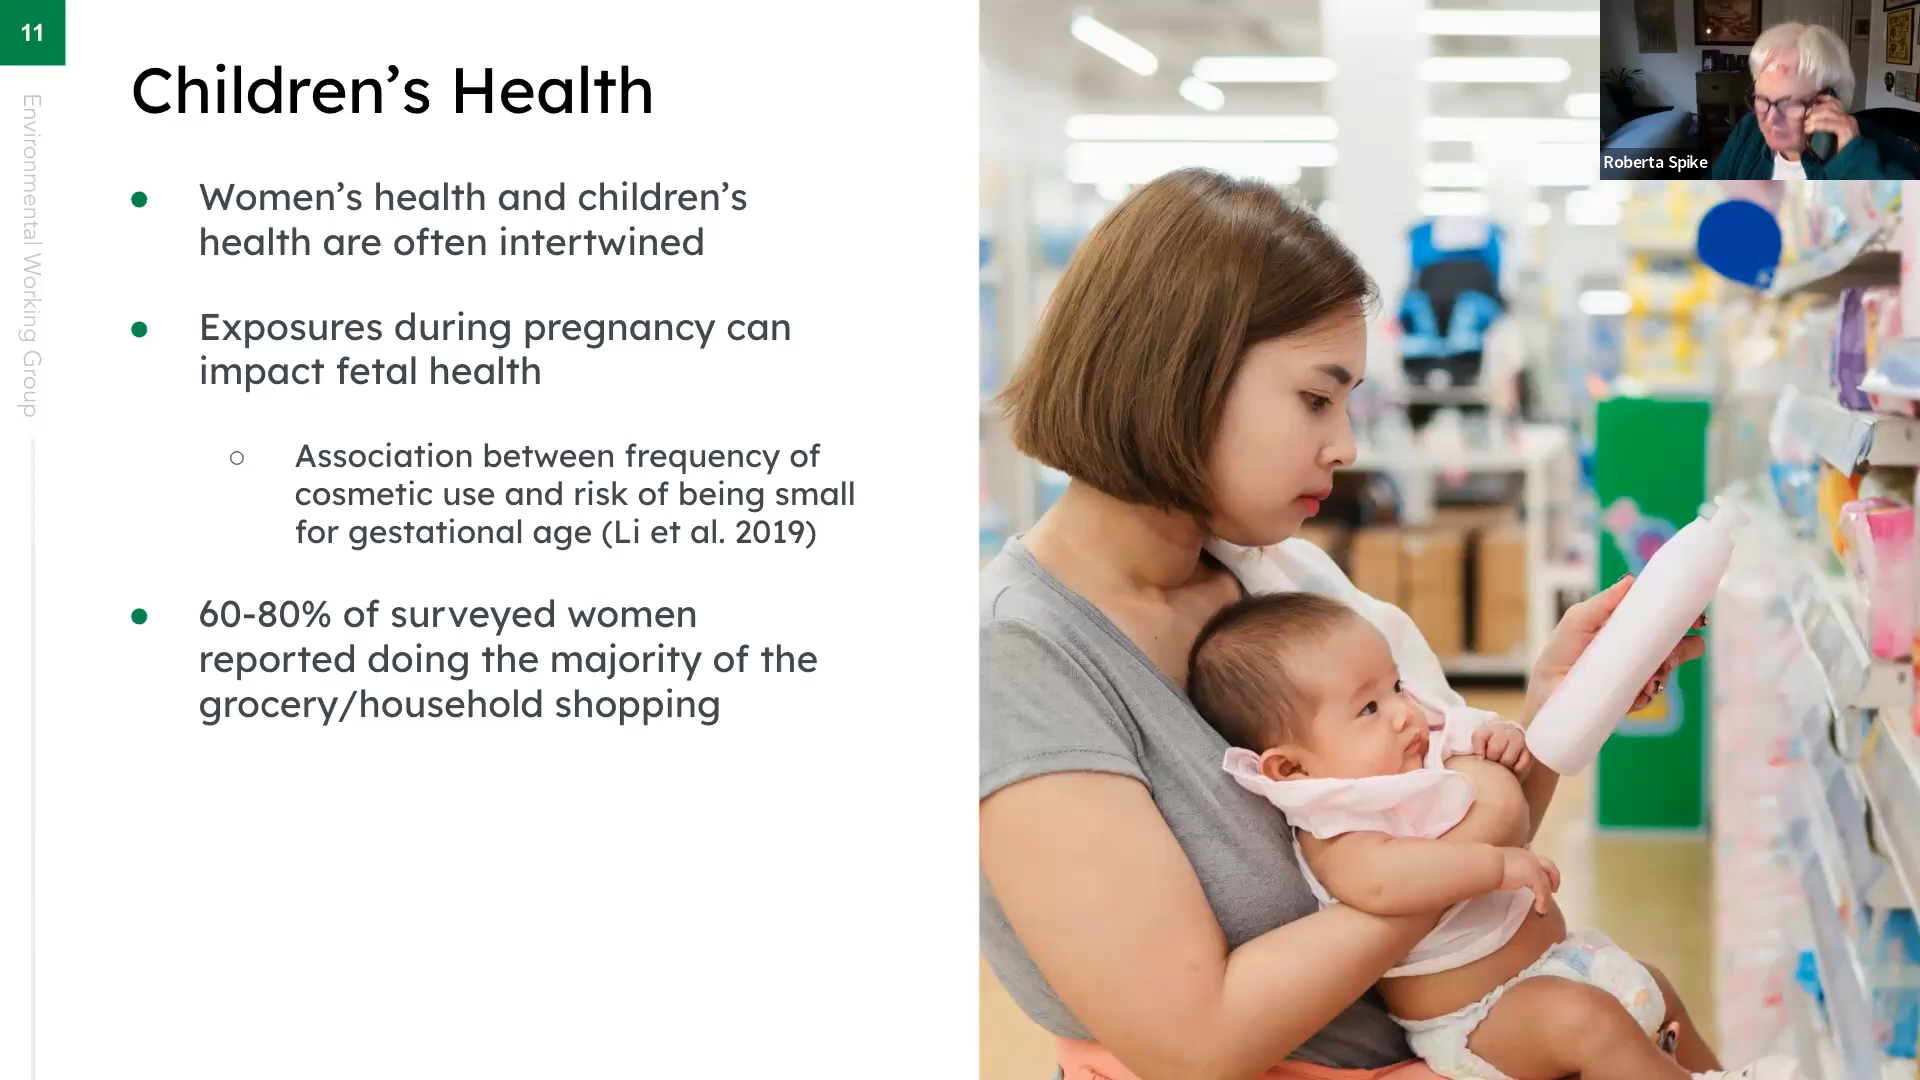 11
Environmental Working Group
Children’s Health
Women’s health and children’s
health are often intertwined
Exposures during pregnancy can
impact fetal health
Association between frequency of
cosmetic use and risk of being small
for gestational age (Li et al. 2019)
60-80% of surveyed women
reported doing the majority of the
grocery/household shopping
Roberta Spike